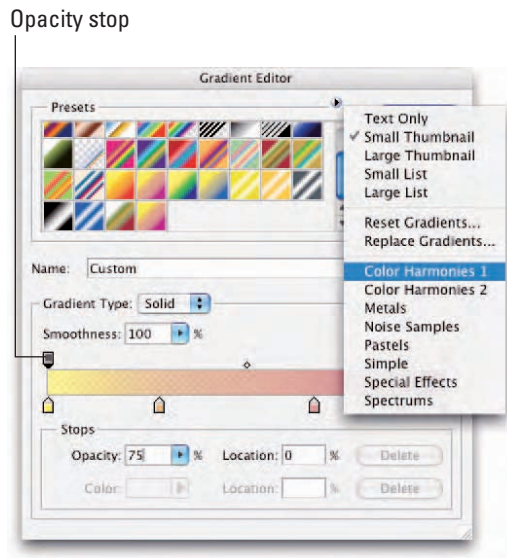 Opacity stop
Gradient Editor
Presets
Text Only
✓ Small Thumbnail
Large Thumbnail
Small List
Large List
Reset Gradients...
Replace Gradients...
Color Harmonies 1
Color Harmonies 2
Metals
Noise Samples
Pastels
Simple
Special Effects
Spectrums
Name: Custom
Gradient Type: Solid
Smoothness: 100 %
Stops
Opacity: 75 % Location: 0 % Delete
Color: Location: % Delete